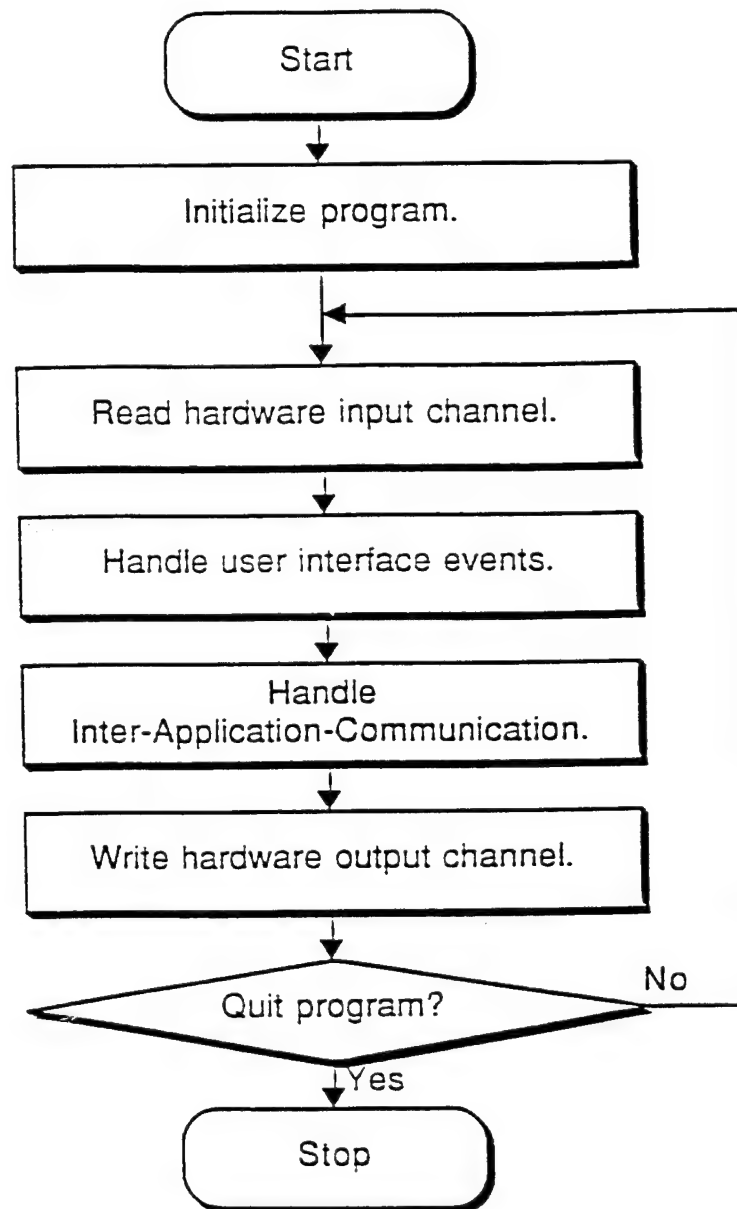 Start
Initialize program.
Read hardware input channel.
Handle user interface events.
Handle
Inter-Application-Communication.
Write hardware output channel.
Quit program?
No
Yes
Stop